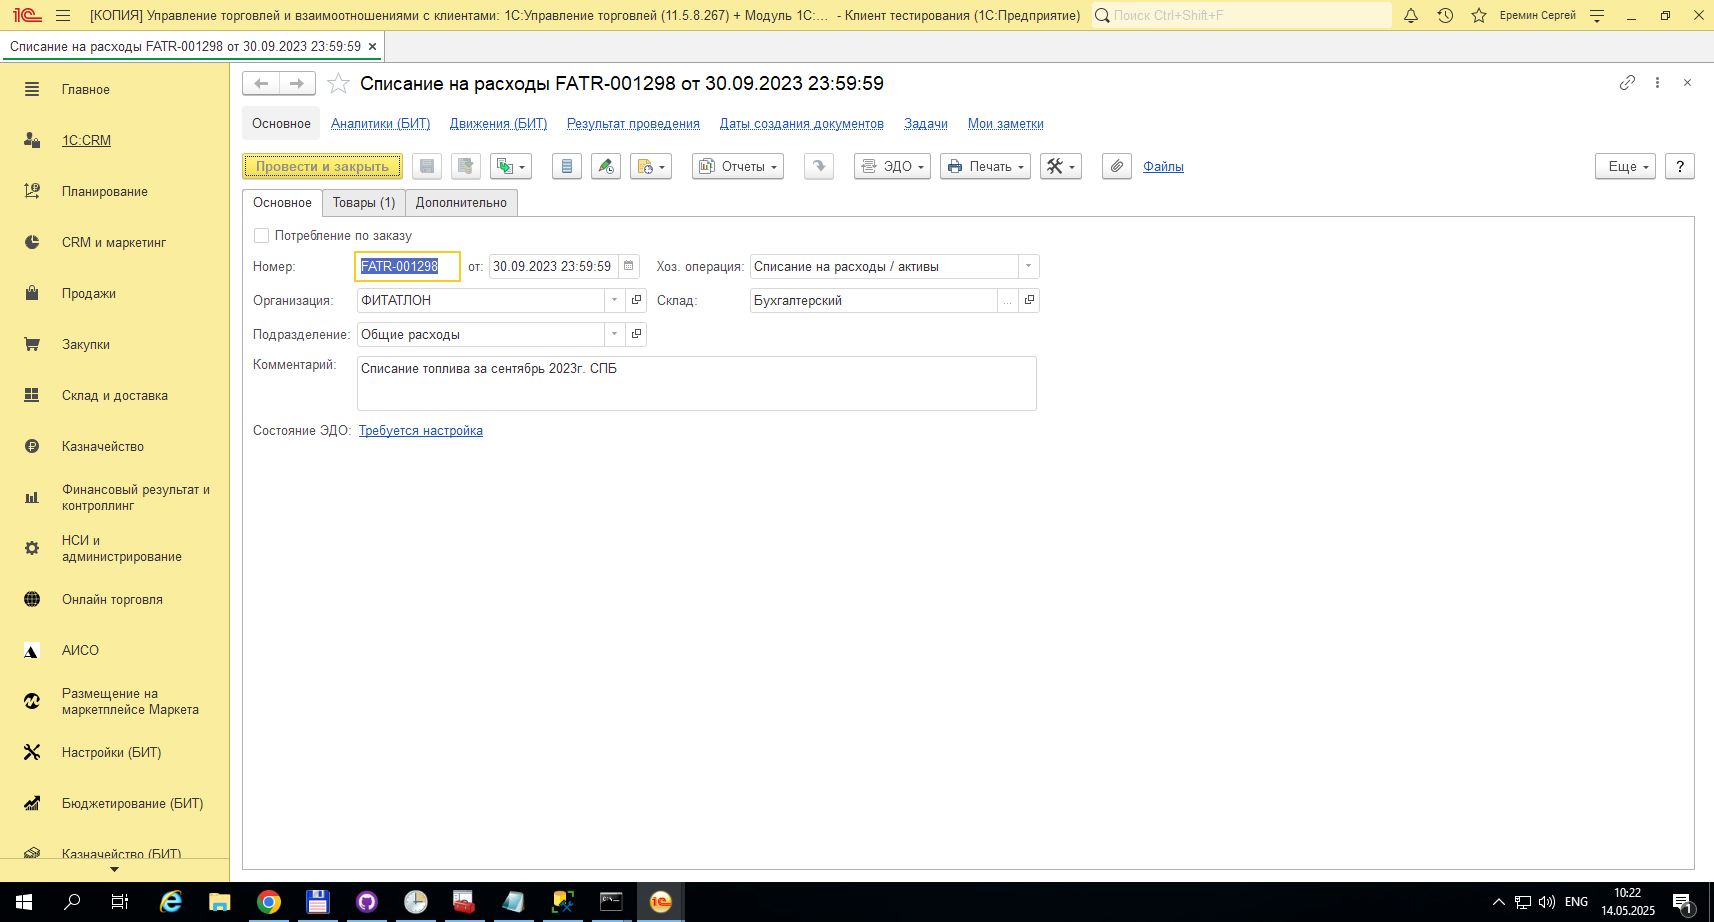 [КОПИЯ] Управление торговлей и взаимоотношениями с клиентами: 1С:Управление торговлей (11.5.8.267) + Модуль 1С:... - Клиент тестирования (1С:Предприятие)
Поиск Ctrl+Shift+F
Еремин Сергей
Списание на расходы FATR-001298 от 30.09.2023 23:59:59
Главное
1С:CRM
Планирование
CRM и маркетинг
Продажи
Закупки
Склад и доставка
Казначейство
Финансовый результат и
контроллинг
НСИ и
администрирование
Онлайн торговля
АИСО
Размещение на
маркетплейсе Маркета
Настройки (БИТ)
Бюджетирование (БИТ)
Казначейство (БИТ)
Списание на расходы FATR-001298 от 30.09.2023 23:59:59
Основное Аналитики (БИТ) Движения (БИТ) Результат проведения Даты создания документов Задачи Мои заметки
Провести и закрыть Отчеты ЭДО Печать Файлы Еще ?
Основное Товары (1) Дополнительно
Потребление по заказу
Номер: FATR-001298 от: 30.09.2023 23:59:59 Хоз. операция: Списание на расходы / активы
Организация: ФИТАТЛОН Склад: Бухгалтерский ...
Подразделение: Общие расходы
Комментарий: Списание топлива за сентябрь 2023г. СПБ
Состояние ЭДО: Требуется настройка
ENG
10:22
14.05.2025
1